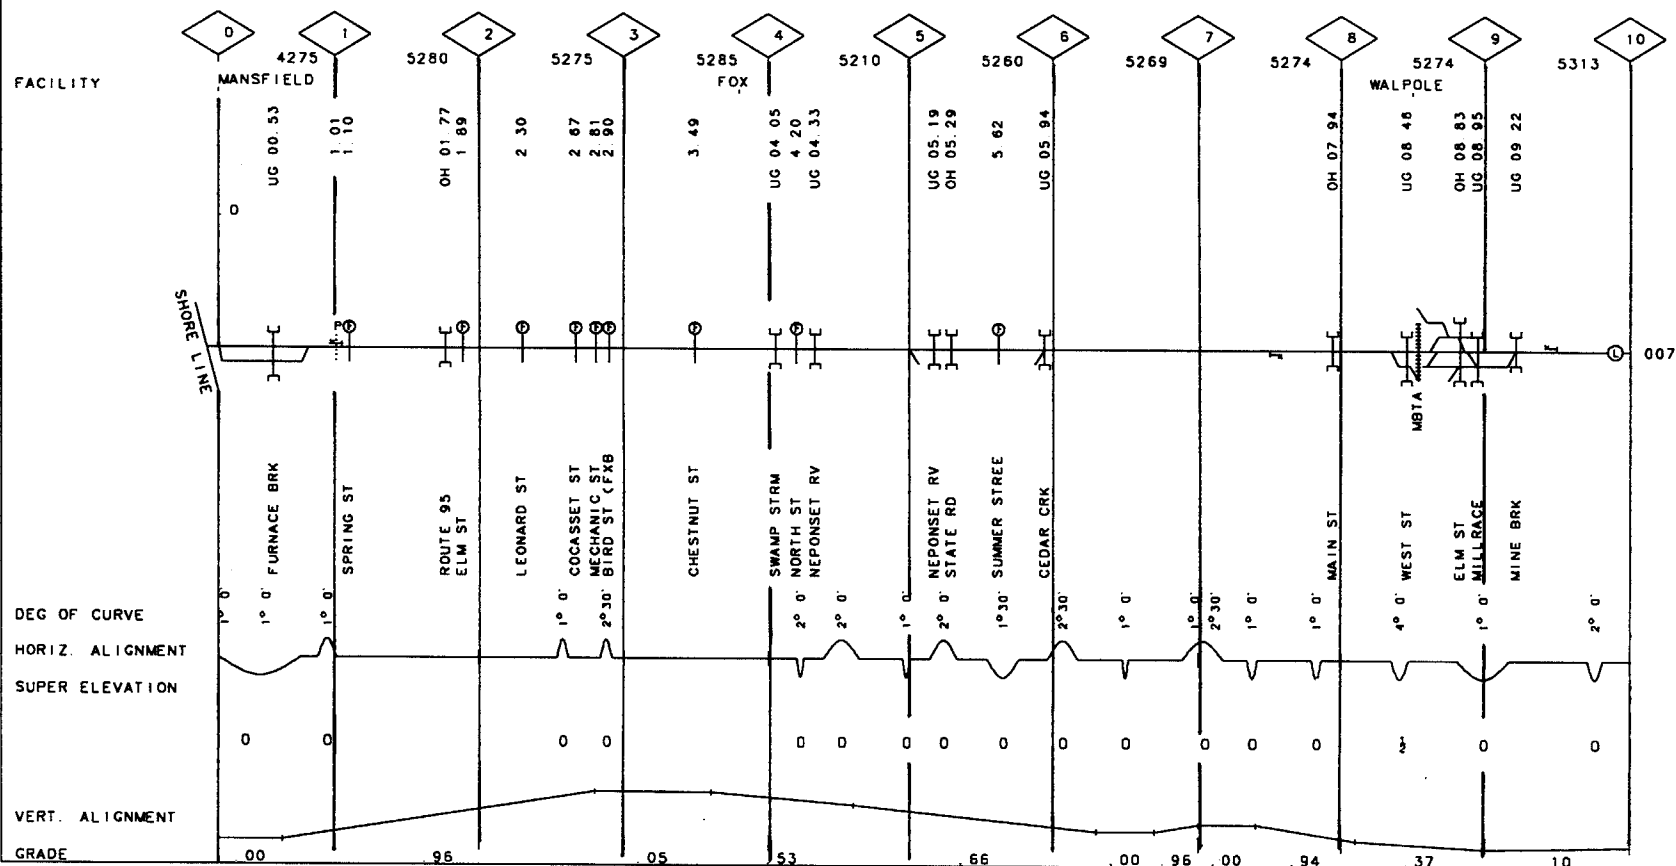 0 1 2 3 4 5 6 7 8 9 10
4275 5280 5275 5285 5210 5260 5269 5274 5274 5313
FACILITY MANSFIELD FOX WALPOLE
UG 00.53
1.01
1.10
OH 01.77
1.89
2.30
2.67
2.81
2.90
3.49
UG 04.05
4.20
UG 04.33
UG 05.19
OH 05.29
5.62
UG 05.94
OH 07.94
UG 08.48
OH 08.83
UG 08.95
UG 09.22
0
SHORE LINE
P F F F F F F F F F L 007
MBTA
FURNACE BRK
SPRING ST
ROUTE 95
ELM ST
LEONARD ST
COCASSET ST
MECHANIC ST
BIRD ST (FXB
CHESTNUT ST
SWAMP STRM
NORTH ST
NEPONSET RV
NEPONSET RV
STATE RD
SUMMER STREE
CEDAR CRK
MAIN ST
WEST ST
ELM ST
MILLRACE
MINE BRK
DEG OF CURVE 1° 0' 1° 0' 1° 0' 1° 0' 2° 30' 2° 0' 2° 0' 1° 0' 2° 0' 1° 30' 2° 30' 1° 0' 1° 0' 2° 30' 1° 0' 1° 0' 4° 0' 1° 0' 2° 0'
HORIZ. ALIGNMENT
SUPER ELEVATION
0 0 0 0 0 0 0 0 0 0 0 0 0 0 ½ 0 0
VERT. ALIGNMENT
GRADE .00 .96 .05 .53 .66 .00 .96 .00 .94 .37 .10